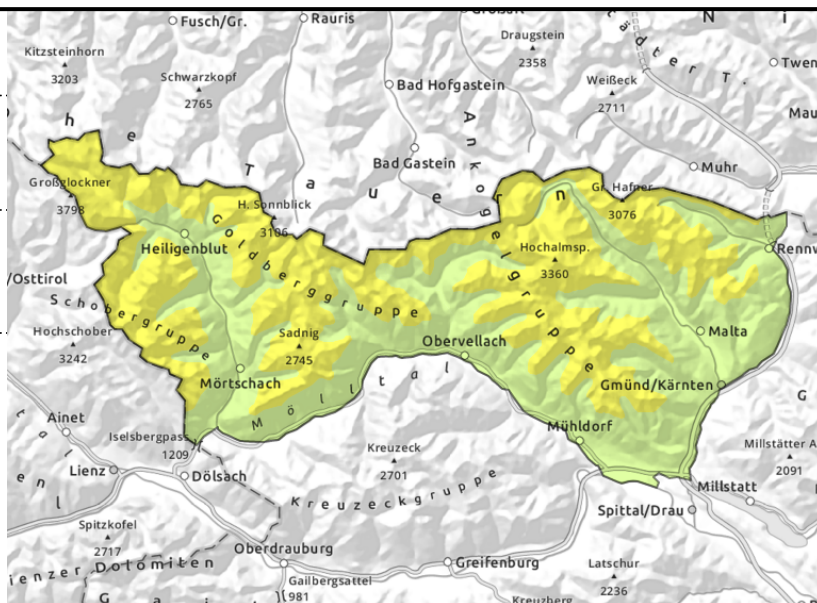 Fusch/Gr.
Rauris
Kitzsteinhorn
3203
Schwarzkopf
2765
Bad Hofgastein
Draugstein
2358
Weißeck
2711
N i
Twen
Mau
Muhr
Bad Gastein
h e T a u e r n
Ankogelgruppe
Großglockner
3798
H. Sonnblick
3106
Gr. Hafner
3076
Heiligenblut
Goldberggruppe
Hochalmsp.
3360
Rennw
/Osttirol
Schobergruppe
Hochschober
3242
Sadnig
2745
Obervellach
Malta
Mörtschach
Mölltal
Gmünd/Kärnten
G
Ainet
Iselsbergpass
1209
Kreuzeck
2701
Mühldorf
Millstätter A
2091
Lienz
Dölsach
Kreuzeckgruppe
Millstatt
Spittal/Drau
Spitzkofel
2717
Oberdrauburg
Greifenburg
Latschur
2236
ienzer Dolomiten
Gailbergsattel
981
Kreuzberg
G a i